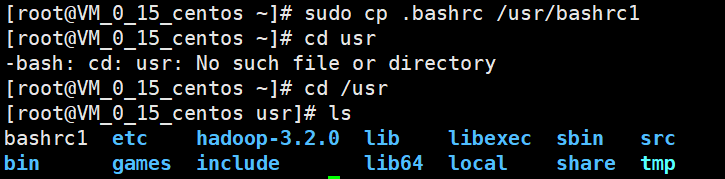 [root@VM_0_15_centos ~]# sudo cp .bashrc /usr/bashrc1
[root@VM_0_15_centos ~]# cd usr
-bash: cd: usr: No such file or directory
[root@VM_0_15_centos ~]# cd /usr
[root@VM_0_15_centos usr]# ls
bashrc1 etc hadoop-3.2.0 lib libexec sbin src
bin games include lib64 local share tmp